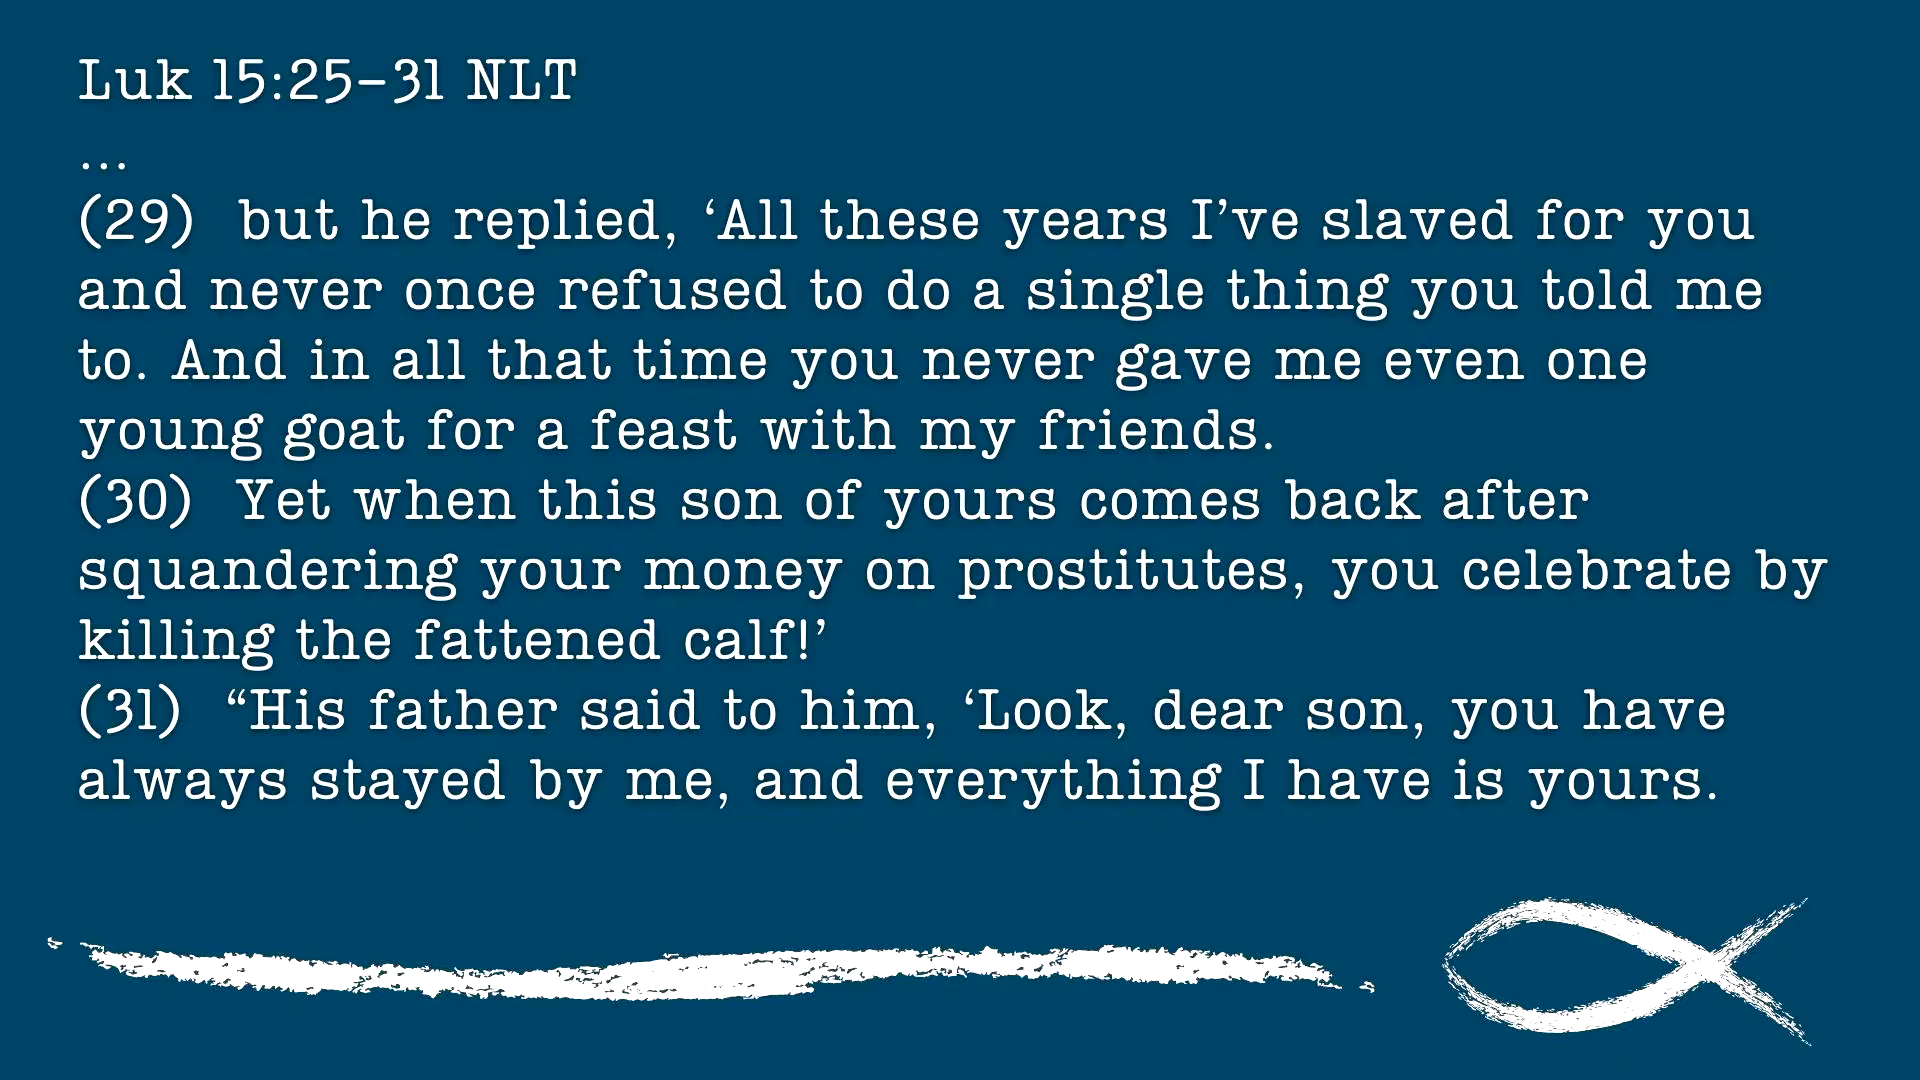 Luk 15:25–31 NLT
...
(29)  but he replied, ‘All these years I’ve slaved for you
and never once refused to do a single thing you told me
to. And in all that time you never gave me even one
young goat for a feast with my friends.
(30)  Yet when this son of yours comes back after
squandering your money on prostitutes, you celebrate by
killing the fattened calf!’
(31)  “His father said to him, ‘Look, dear son, you have
always stayed by me, and everything I have is yours.